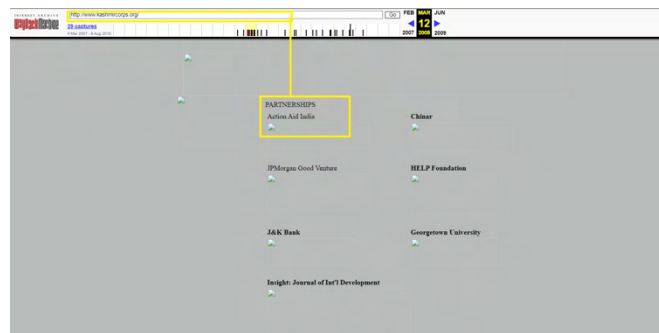 INTERNET ARCHIVE
http://www.kashmircorps.org/
Go
FEB MAR JUN
29 captures
12
2007 2008 2009
PARTNERSHIPS
Action Aid India
Chinar
JPMorgan Good Venture
HELP Foundation
J&K Bank
Georgetown University
Insight: Journal of Int'l Development